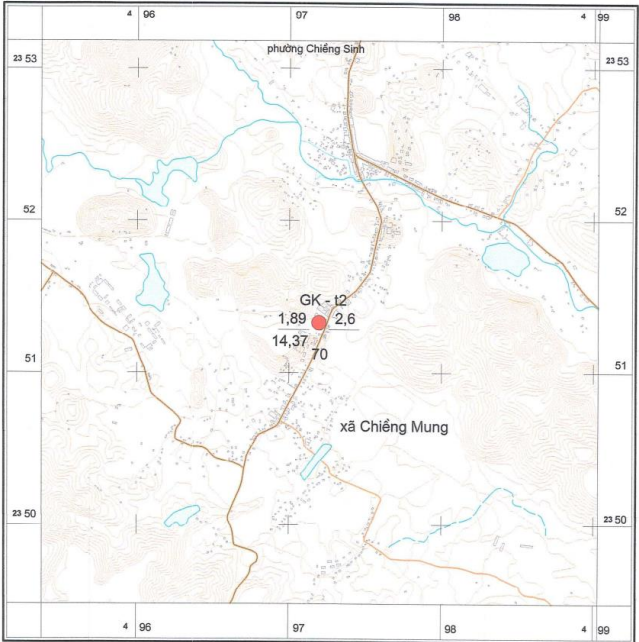 4 96 97 98 4 99
phường Chiềng Sinh
23 53 23 53
52 52
GK - t2
1,89 2,6
14,37 70
51 51
xã Chiềng Mung
23 50 23 50
4 96 97 98 4 99